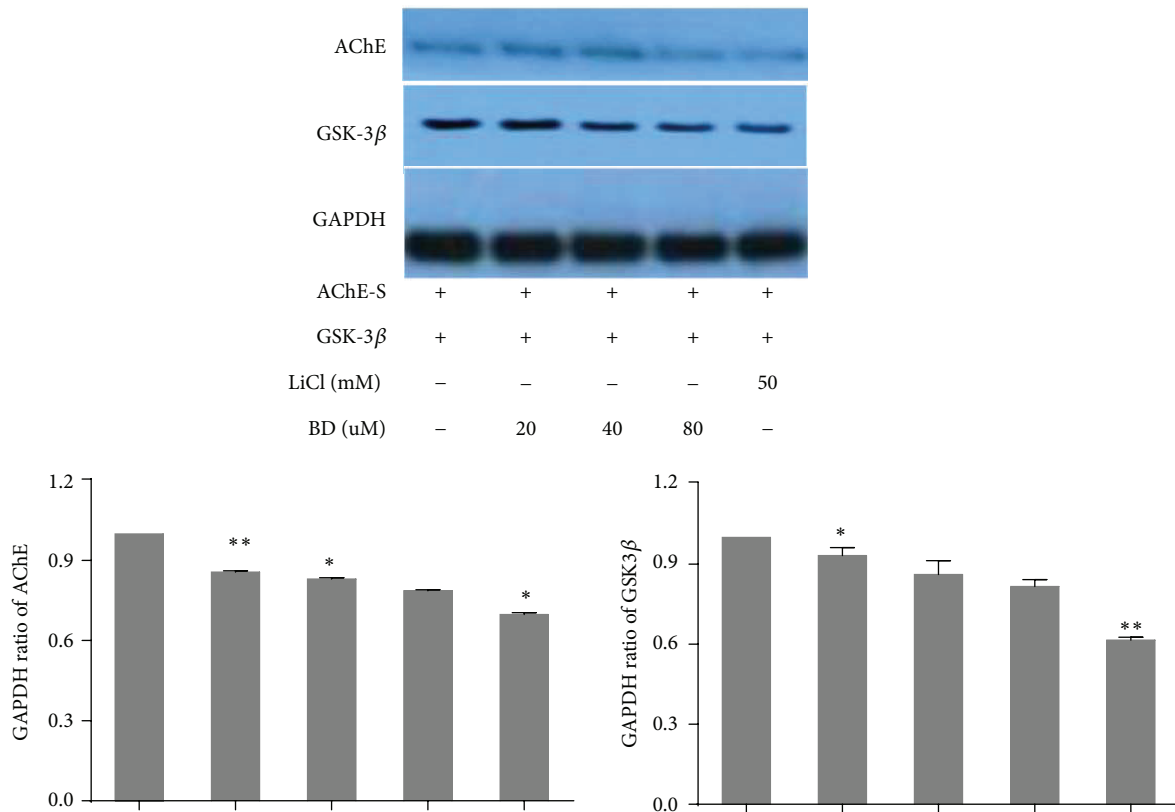 AChE
GSK-3β
GAPDH
AChE-S + + + + +
GSK-3β + + + + +
LiCl (mM) – – – – 50
BD (uM) – 20 40 80 –
GAPDH ratio of AChE
1.2
0.9
0.6
0.3
0.0
** * *
GAPDH ratio of GSK3β
1.2
0.9
0.6
0.3
0.0
* **